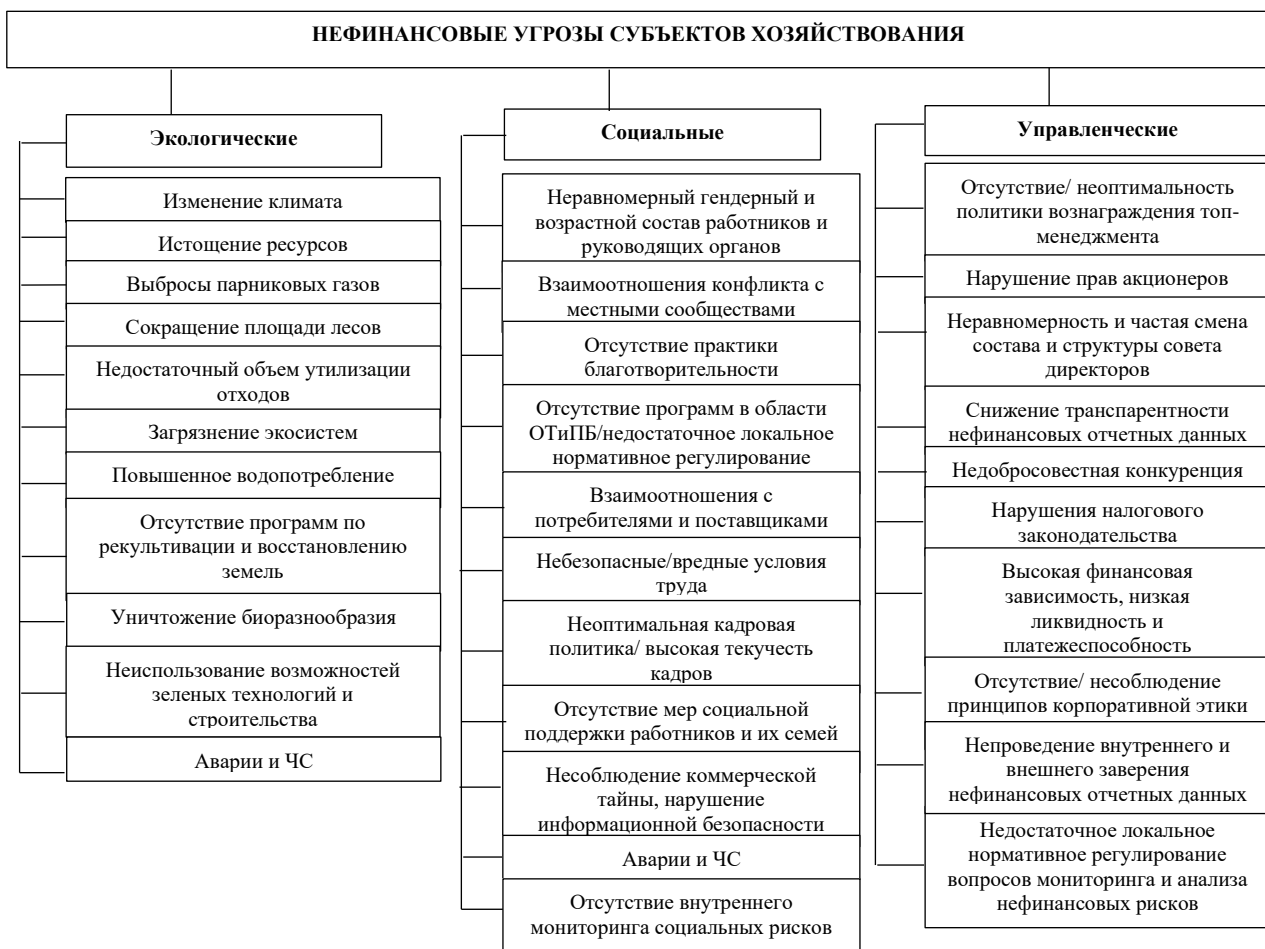 НЕФИНАНСОВЫЕ УГРОЗЫ СУБЪЕКТОВ ХОЗЯЙСТВОВАНИЯ
Экологические
Изменение климата
Истощение ресурсов
Выбросы парниковых газов
Сокращение площади лесов
Недостаточный объем утилизации
отходов
Загрязнение экосистем
Повышенное водопотребление
Отсутствие программ по
рекультивации и восстановлению
земель
Уничтожение биоразнообразия
Неиспользование возможностей
зеленых технологий и
строительства
Аварии и ЧС
Социальные
Неравномерный гендерный и
возрастной состав работников и
руководящих органов
Взаимоотношения конфликта с
местными сообществами
Отсутствие практики
благотворительности
Отсутствие программ в области
ОТиПБ/недостаточное локальное
нормативное регулирование
Взаимоотношения с
потребителями и поставщиками
Небезопасные/вредные условия
труда
Неоптимальная кадровая
политика/ высокая текучесть
кадров
Отсутствие мер социальной
поддержки работников и их семей
Несоблюдение коммерческой
тайны, нарушение
информационной безопасности
Аварии и ЧС
Отсутствие внутреннего
мониторинга социальных рисков
Управленческие
Отсутствие/ неоптимальность
политики вознаграждения топ-
менеджмента
Нарушение прав акционеров
Неравномерность и частая смена
состава и структуры совета
директоров
Снижение транспарентности
нефинансовых отчетных данных
Недобросовестная конкуренция
Нарушения налогового
законодательства
Высокая финансовая
зависимость, низкая
ликвидность и
платежеспособность
Отсутствие/ несоблюдение
принципов корпоративной этики
Непроведение внутреннего и
внешнего заверения
нефинансовых отчетных данных
Недостаточное локальное
нормативное регулирование
вопросов мониторинга и анализа
нефинансовых рисков